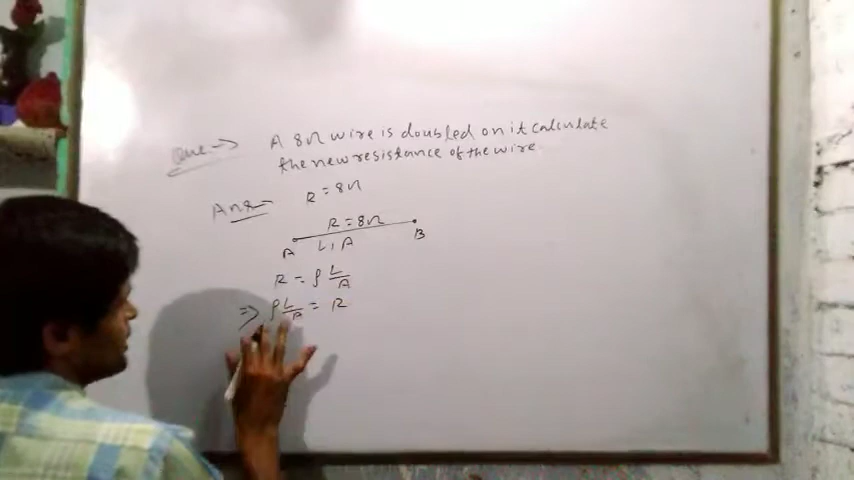 Que → A 8Ω wire is doubled on it calculate
the new resistance of the wire.
Ans- R = 8Ω
R = 8Ω
A L, A B
R = ρ L/A
⇒ ρ L/A = R